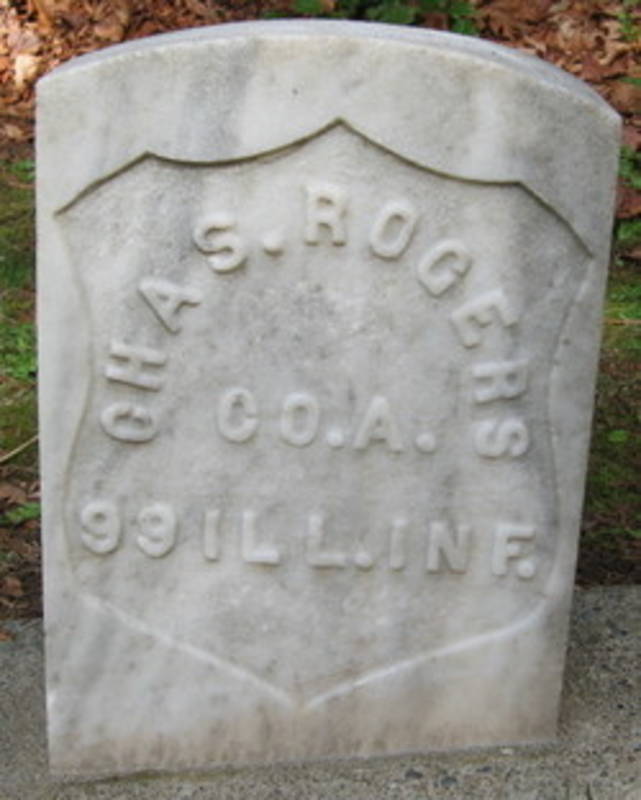 CHAS. ROGERS
CO. A.
99 ILL. INF.